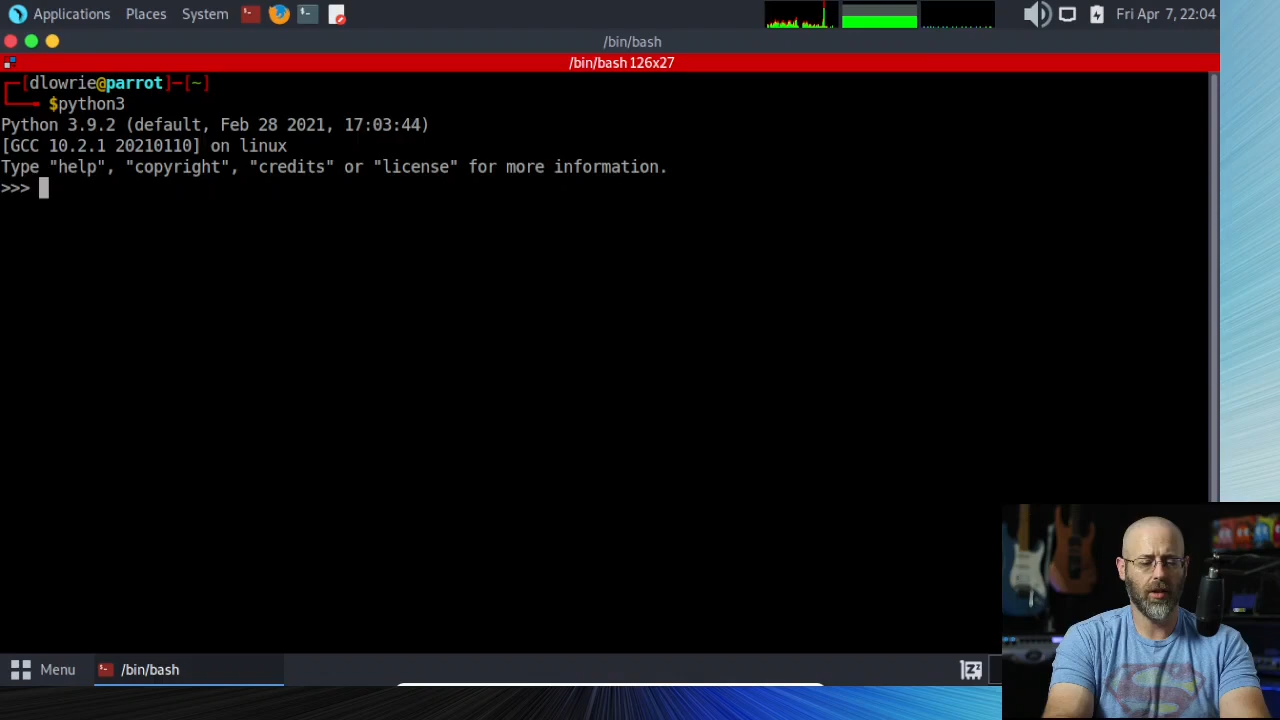 Applications Places System
Fri Apr 7, 22:04
/bin/bash
/bin/bash 126x27
[dlowrie@parrot]─[~]
$python3
Python 3.9.2 (default, Feb 28 2021, 17:03:44)
[GCC 10.2.1 20210110] on linux
Type "help", "copyright", "credits" or "license" for more information.
>>>
Menu /bin/bash